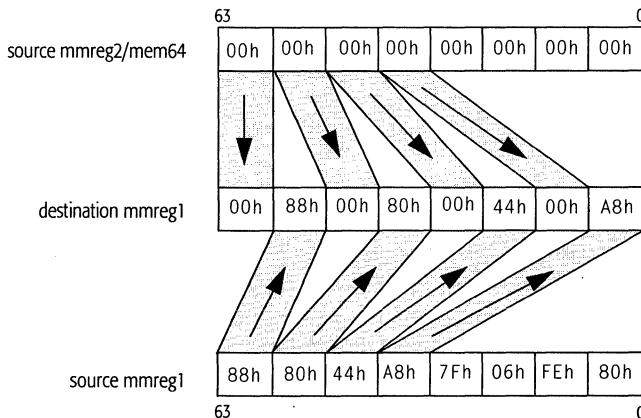 63 0
source mmreg2/mem64 00h 00h 00h 00h 00h 00h 00h 00h
destination mmreg1 00h 88h 00h 80h 00h 44h 00h A8h
source mmreg1 88h 80h 44h A8h 7Fh 06h FEh 80h
63 0